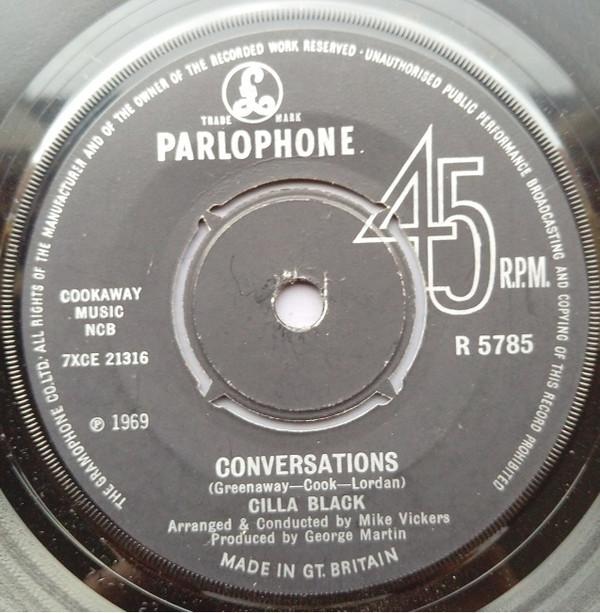 THE GRAMOPHONE CO. LTD. ALL RIGHTS OF THE MANUFACTURER AND OF THE OWNER OF THE RECORDED WORK RESERVED · UNAUTHORISED PUBLIC PERFORMANCE BROADCASTING AND COPYING OF THIS RECORD PROHIBITED
£
TRADE MARK
PARLOPHONE
45 R.P.M.
COOKAWAY
MUSIC
NCB
7XCE 21316
R 5785
℗ 1969
CONVERSATIONS
(Greenaway—Cook—Lordan)
CILLA BLACK
Arranged & Conducted by Mike Vickers
Produced by George Martin
MADE IN GT. BRITAIN